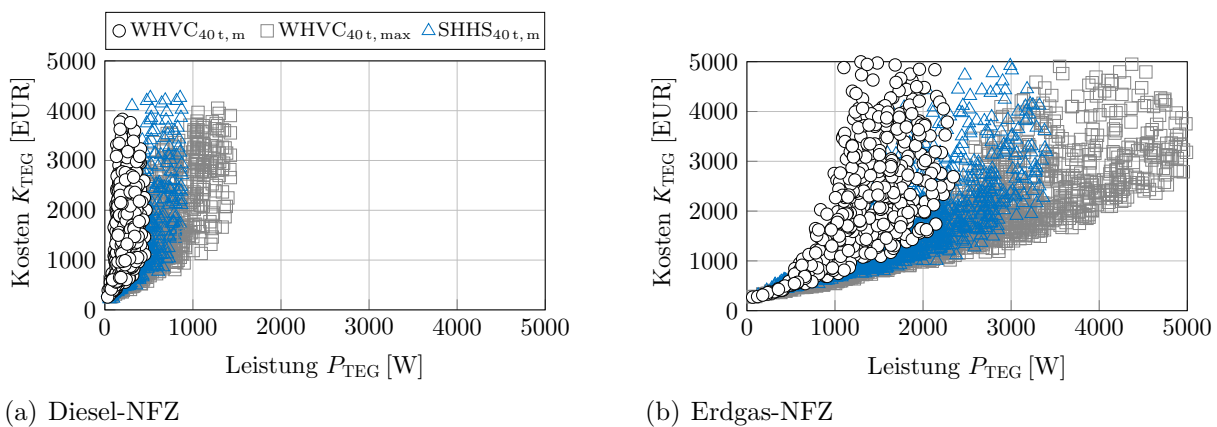 WHVC40 t, m WHVC40 t, max SHHS40 t, m
Kosten KTEG [EUR]
5000
4000
3000
2000
1000
0
0 1000 2000 3000 4000 5000
Leistung PTEG [W]
(a) Diesel-NFZ
Kosten KTEG [EUR]
5000
4000
3000
2000
1000
0
1000 2000 3000 4000 5000
0
Leistung PTEG [W]
(b) Erdgas-NFZ